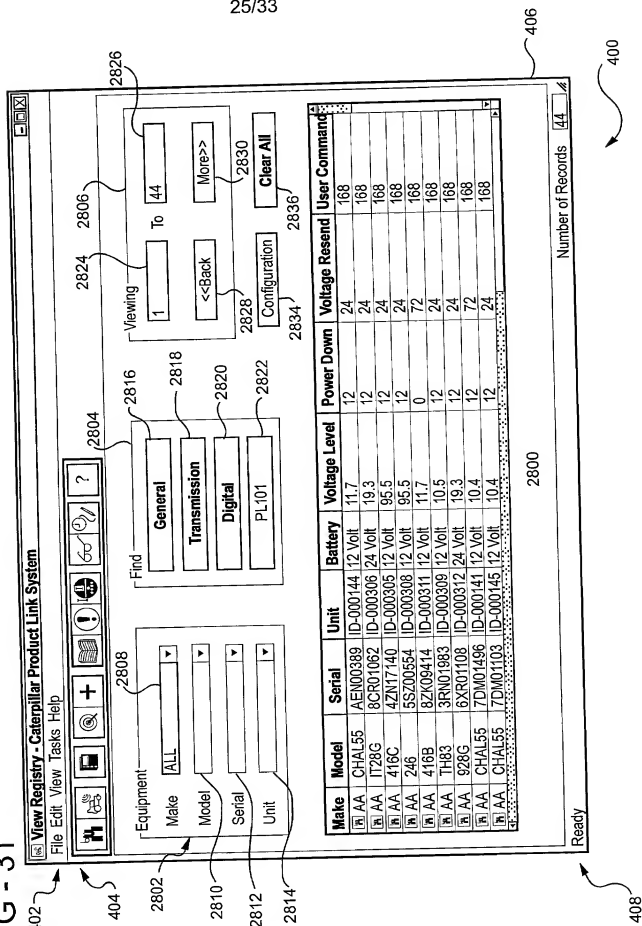 25/33
G - 31
402
View Registry - Caterpillar Product Link System
File Edit View Tasks Help
?
404
2802
2804
2806
2824
2826
Equipment
Make
ALL
2808
Model
2810
Serial
2812
Unit
2814
Find
General
2816
Transmission
2818
Digital
2820
PL101
2822
Viewing
1 To 44
<<Back
More>>
2828
2830
Configuration
Clear All
2834
2836
Make Model Serial Unit Battery Voltage Level Power Down Voltage Resend User Command
AA CHAL55 AEN00389 ID-000144 12 Volt 11.7 12 24 168
AA IT28G 8CR01062 ID-000306 24 Volt 19.3 12 24 168
AA 416C 4ZN17140 ID-000305 12 Volt 95.5 12 24 168
AA 246 5SZ00554 ID-000308 12 Volt 95.5 12 24 168
AA 416B 8ZK09414 ID-000311 12 Volt 11.7 0 72 168
AA TH83 3RN01983 ID-000309 12 Volt 10.5 12 24 168
AA 928G 6XR01108 ID-000312 24 Volt 19.3 12 24 168
AA CHAL55 7DM01496 ID-000141 12 Volt 10.4 12 72 168
AA CHAL55 7DM01103 ID-000145 12 Volt 10.4 12 24 168
2800
Ready
Number of Records 44
406
408
400